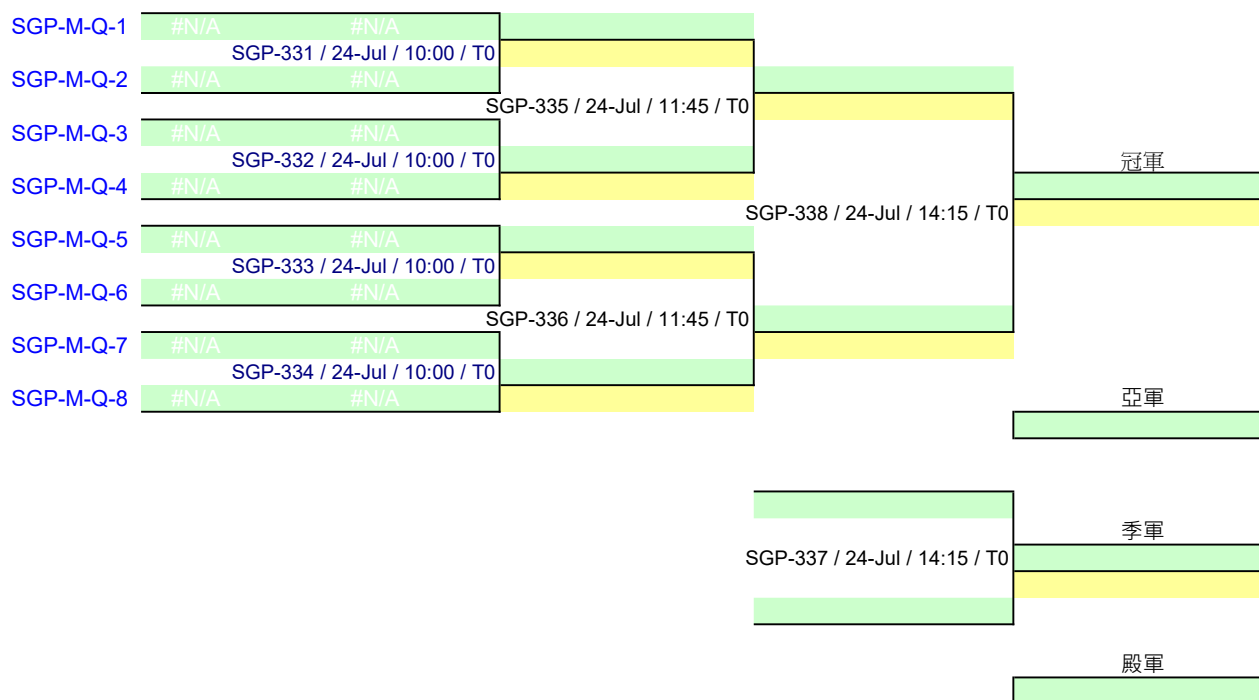 SGP-M-Q-1 #N/A #N/A
SGP-331 / 24-Jul / 10:00 / T0
SGP-M-Q-2 #N/A #N/A
SGP-335 / 24-Jul / 11:45 / T0
SGP-M-Q-3 #N/A #N/A
SGP-332 / 24-Jul / 10:00 / T0
冠軍
SGP-M-Q-4 #N/A #N/A
SGP-338 / 24-Jul / 14:15 / T0
SGP-M-Q-5 #N/A #N/A
SGP-333 / 24-Jul / 10:00 / T0
SGP-M-Q-6 #N/A #N/A
SGP-336 / 24-Jul / 11:45 / T0
SGP-M-Q-7 #N/A #N/A
SGP-334 / 24-Jul / 10:00 / T0
SGP-M-Q-8 #N/A #N/A
亞軍
季軍
SGP-337 / 24-Jul / 14:15 / T0
殿軍